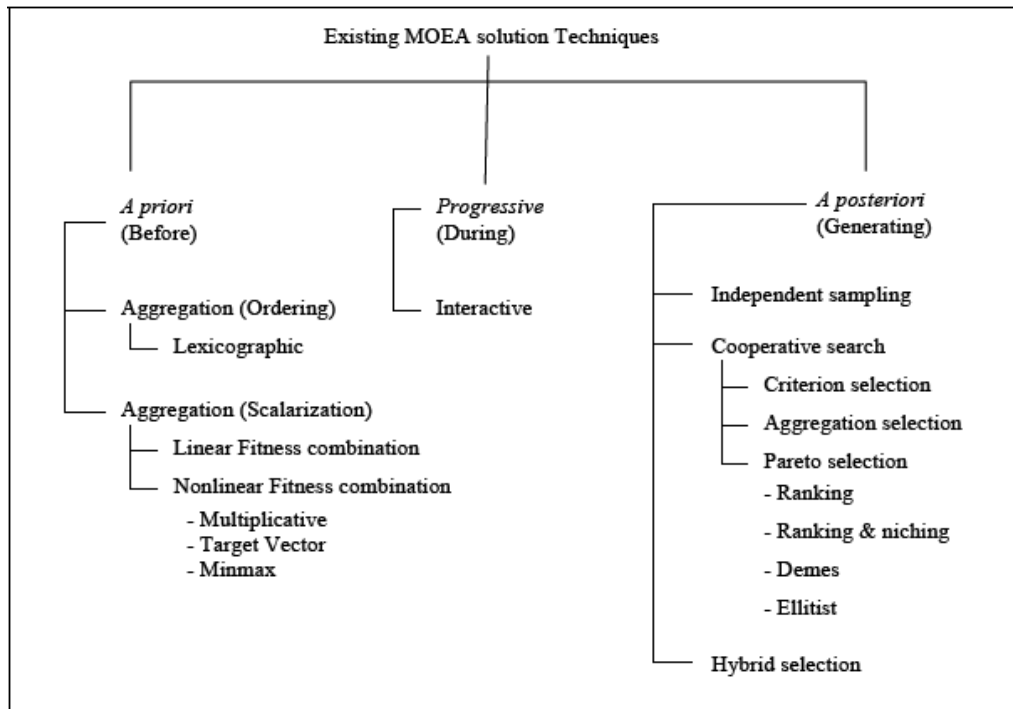 Existing MOEA solution Techniques
A priori
(Before)
Aggregation (Ordering)
Lexicographic
Aggregation (Scalarization)
Linear Fitness combination
Nonlinear Fitness combination
- Multiplicative
- Target Vector
- Minmax
Progressive
(During)
Interactive
A posteriori
(Generating)
Independent sampling
Cooperative search
Criterion selection
Aggregation selection
Pareto selection
- Ranking
- Ranking & niching
- Demes
- Ellitist
Hybrid selection